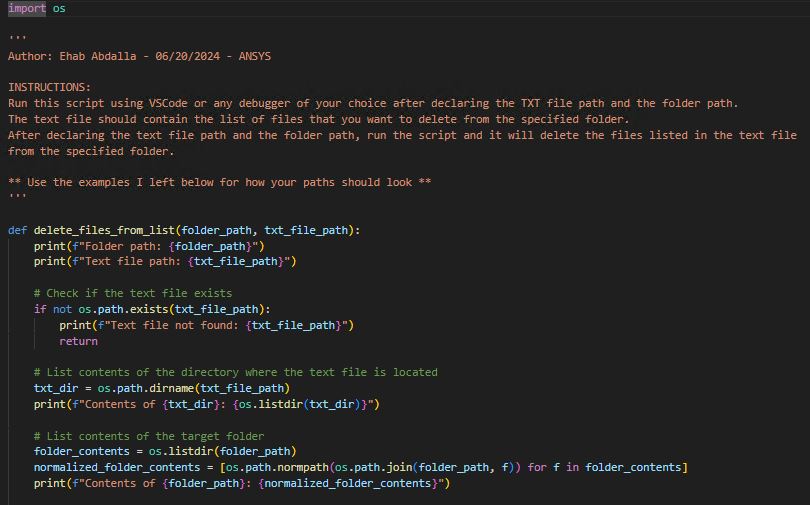 import os
'''
Author: Ehab Abdalla - 06/20/2024 - ANSYS
INSTRUCTIONS:
Run this script using VSCode or any debugger of your choice after declaring the TXT file path and the folder path.
The text file should contain the list of files that you want to delete from the specified folder.
After declaring the text file path and the folder path, run the script and it will delete the files listed in the text file
from the specified folder.
** Use the examples I left below for how your paths should look **
'''
def delete_files_from_list(folder_path, txt_file_path):
    print(f"Folder path: {folder_path}")
    print(f"Text file path: {txt_file_path}")
    # Check if the text file exists
    if not os.path.exists(txt_file_path):
        print(f"Text file not found: {txt_file_path}")
        return
    # List contents of the directory where the text file is located
    txt_dir = os.path.dirname(txt_file_path)
    print(f"Contents of {txt_dir}: {os.listdir(txt_dir)}")
    # List contents of the target folder
    folder_contents = os.listdir(folder_path)
    normalized_folder_contents = [os.path.normpath(os.path.join(folder_path, f)) for f in folder_contents]
    print(f"Contents of {folder_path}: {normalized_folder_contents}")